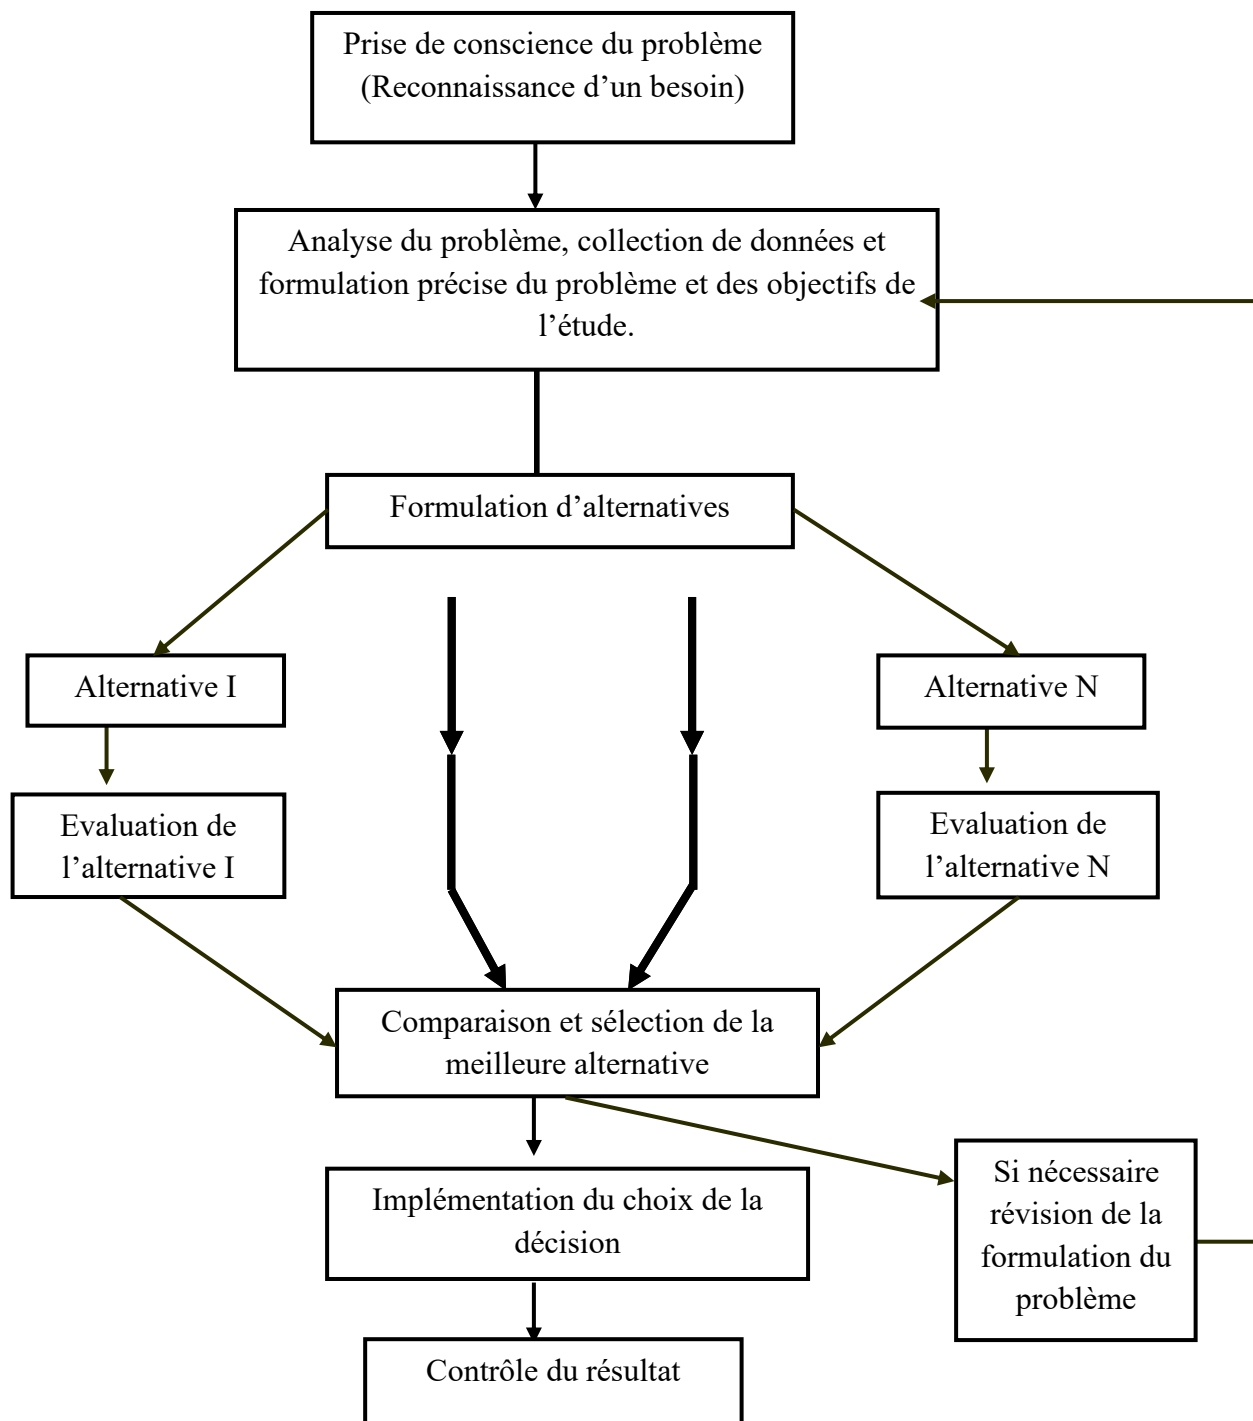 Prise de conscience du problème
(Reconnaissance d’un besoin)
Analyse du problème, collection de données et
formulation précise du problème et des objectifs de
l’étude.
Formulation d’alternatives
Alternative I
Alternative N
Evaluation de
l’alternative I
Evaluation de
l’alternative N
Comparaison et sélection de la
meilleure alternative
Implémentation du choix de la
décision
Si nécessaire
révision de la
formulation du
problème
Contrôle du résultat